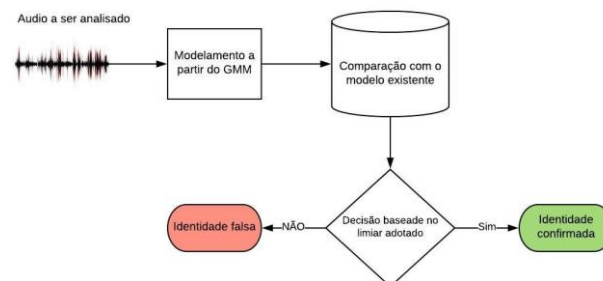 Audio a ser analisado
Modelamento a
partir do GMM
Comparação com o
modelo existente
Decisão baseade no
limiar adotado
NÃO
Identidade falsa
Sim
Identidade
confirmada